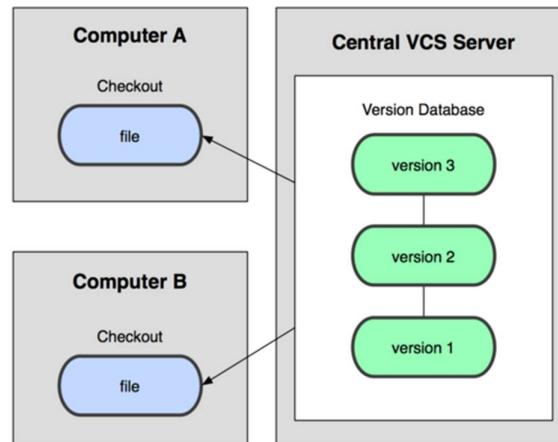 Computer A
Checkout
file
Computer B
Checkout
file
Central VCS Server
Version Database
version 3
version 2
version 1